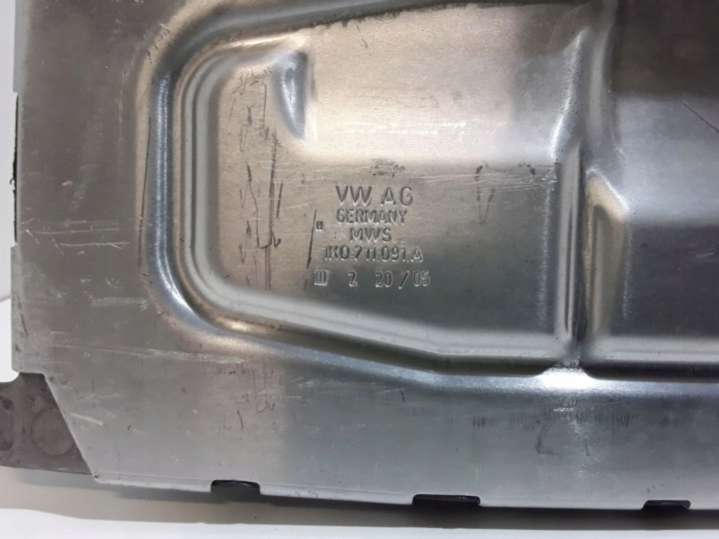 VW AG
GERMANY
MWS
1K0 711 091 A
2 20/05